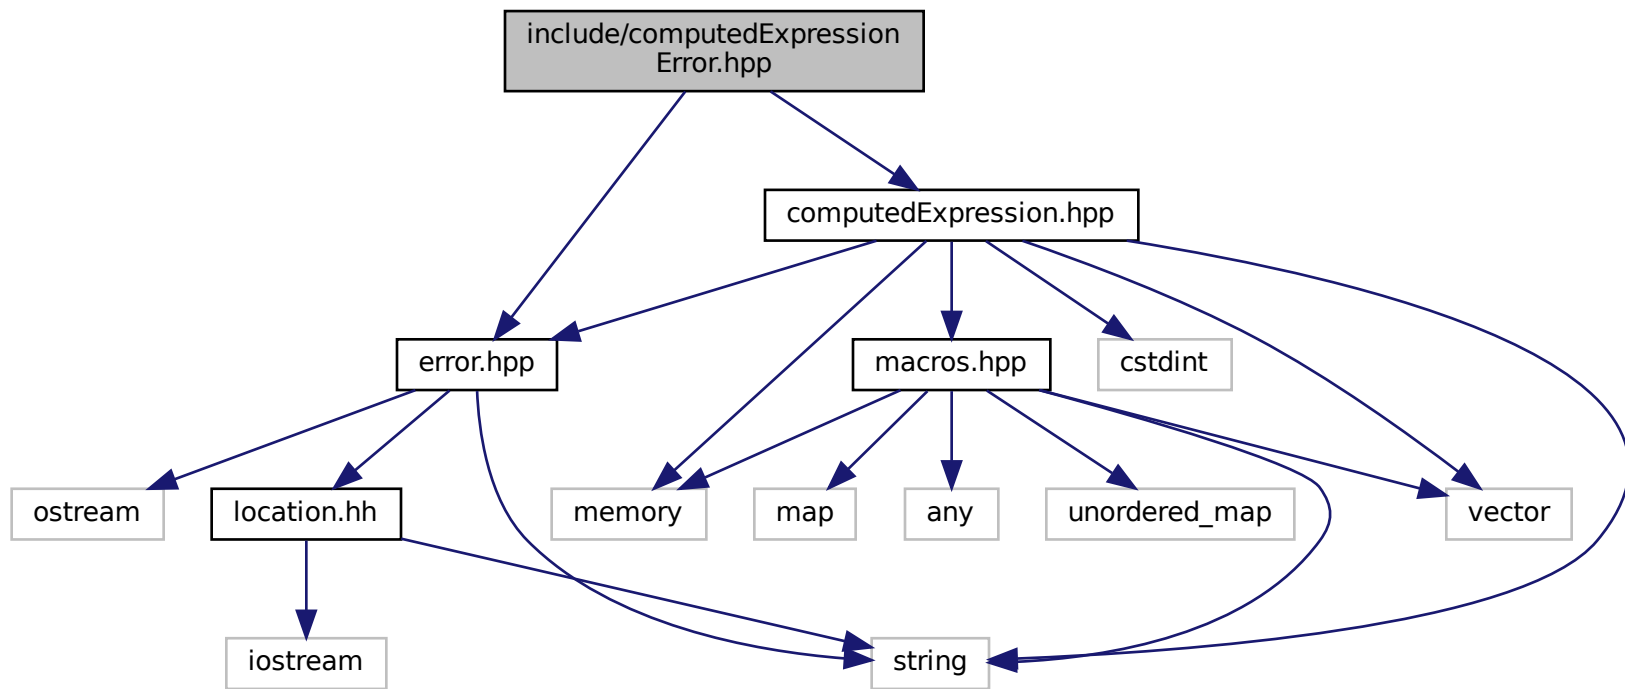 include/computedExpression
Error.hpp
computedExpression.hpp
error.hpp
macros.hpp
cstdint
ostream
location.hh
memory
map
any
unordered_map
vector
iostream
string